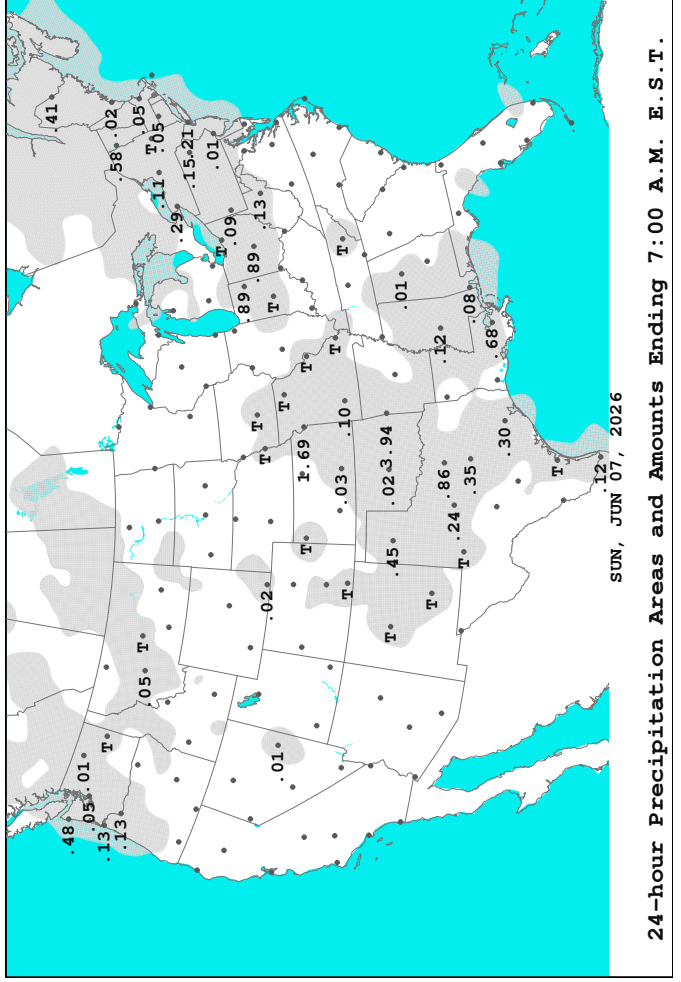 .41
.48
.01
.05
.13
T
.02
.58
.13
.05
T
.05
T
.05
.11
.29
.15
.21
.01
T
.09
.89
.89
.13
T
T
.02
T
.01
T
1.69
T
T
T
.03
T
.10
T
.02
3.94
T
.45
.01
T
.12
.86
.24
T
.08
.35
.68
.30
T
.12
SUN, JUN 07, 2026
24-hour Precipitation Areas and Amounts Ending 7:00 A.M. E.S.T.